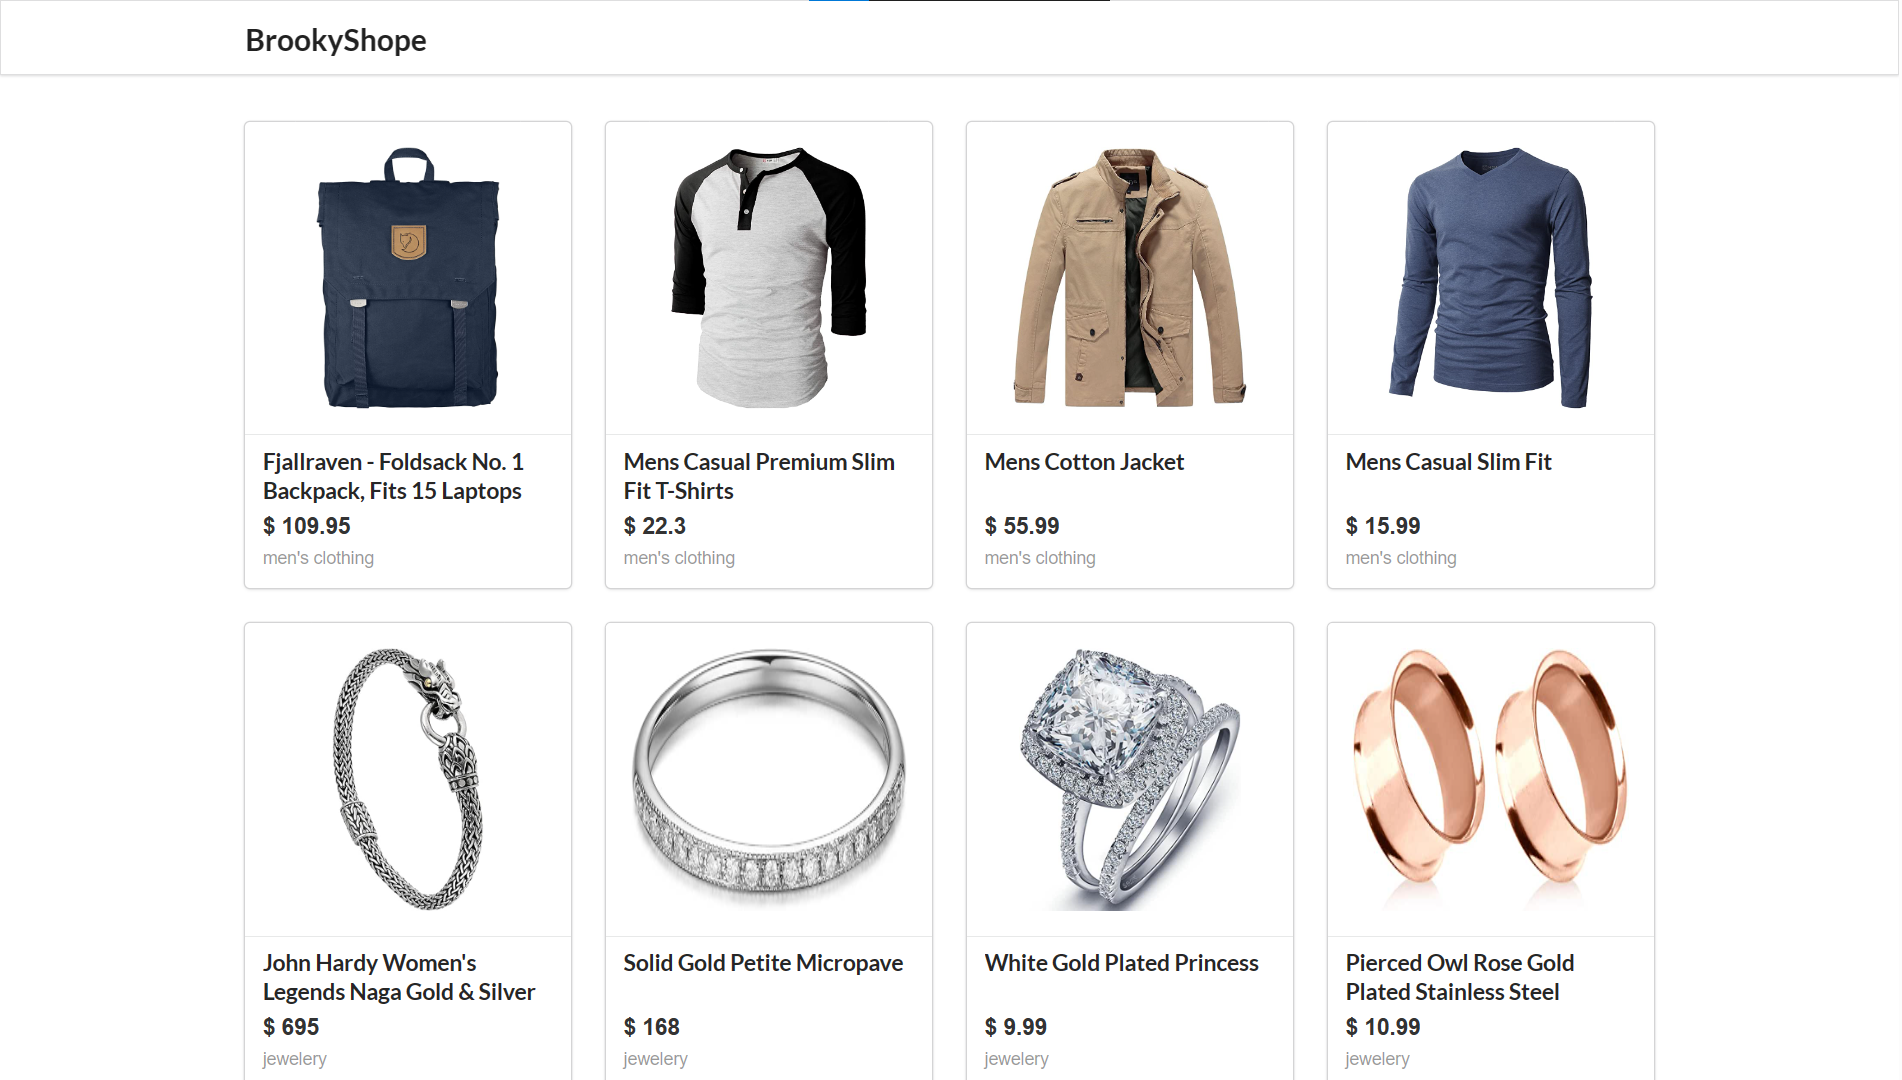 BrookyShope
Fjallraven - Foldsack No. 1
Backpack, Fits 15 Laptops
$ 109.95
men's clothing
Mens Casual Premium Slim
Fit T-Shirts
$ 22.3
men's clothing
Mens Cotton Jacket
$ 55.99
men's clothing
Mens Casual Slim Fit
$ 15.99
men's clothing
John Hardy Women's
Legends Naga Gold & Silver
$ 695
jewelery
Solid Gold Petite Micropave
$ 168
jewelery
White Gold Plated Princess
$ 9.99
jewelery
Pierced Owl Rose Gold
Plated Stainless Steel
$ 10.99
jewelery